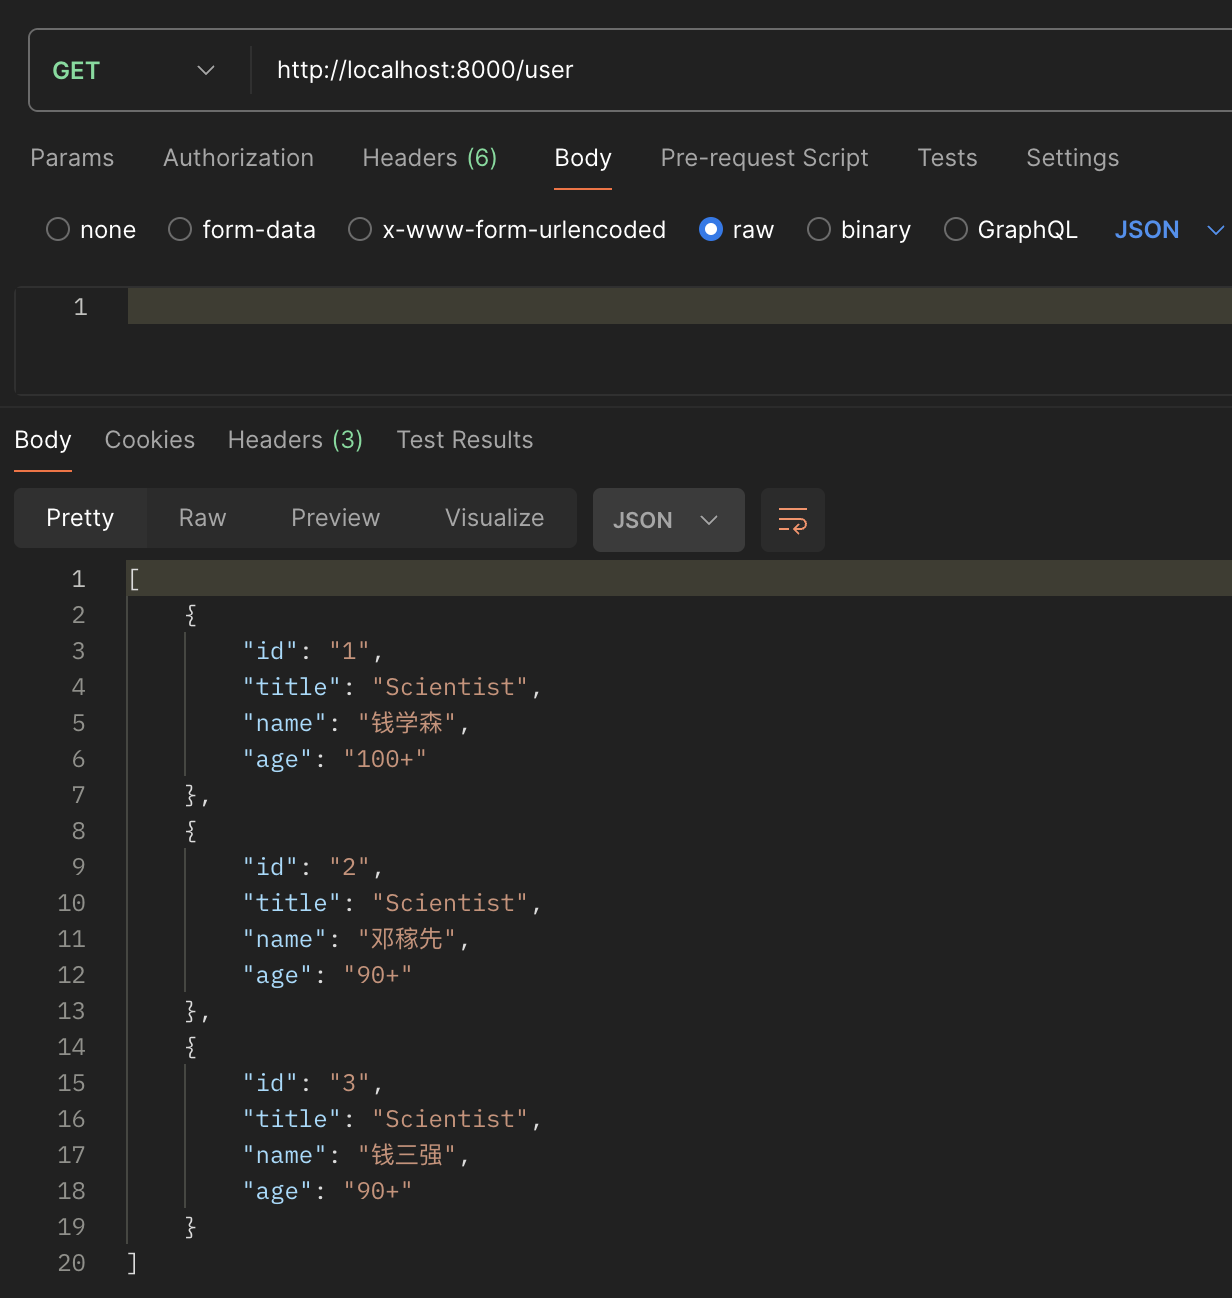 GET http://localhost:8000/user
Params Authorization Headers (6) Body Pre-request Script Tests Settings
none form-data x-www-form-urlencoded raw binary GraphQL JSON
1
Body Cookies Headers (3) Test Results
Pretty Raw Preview Visualize JSON
1 [
2 {
3 "id": "1",
4 "title": "Scientist",
5 "name": "钱学森",
6 "age": "100+"
7 },
8 {
9 "id": "2",
10 "title": "Scientist",
11 "name": "邓稼先",
12 "age": "90+"
13 },
14 {
15 "id": "3",
16 "title": "Scientist",
17 "name": "钱三强",
18 "age": "90+"
19 }
20 ]